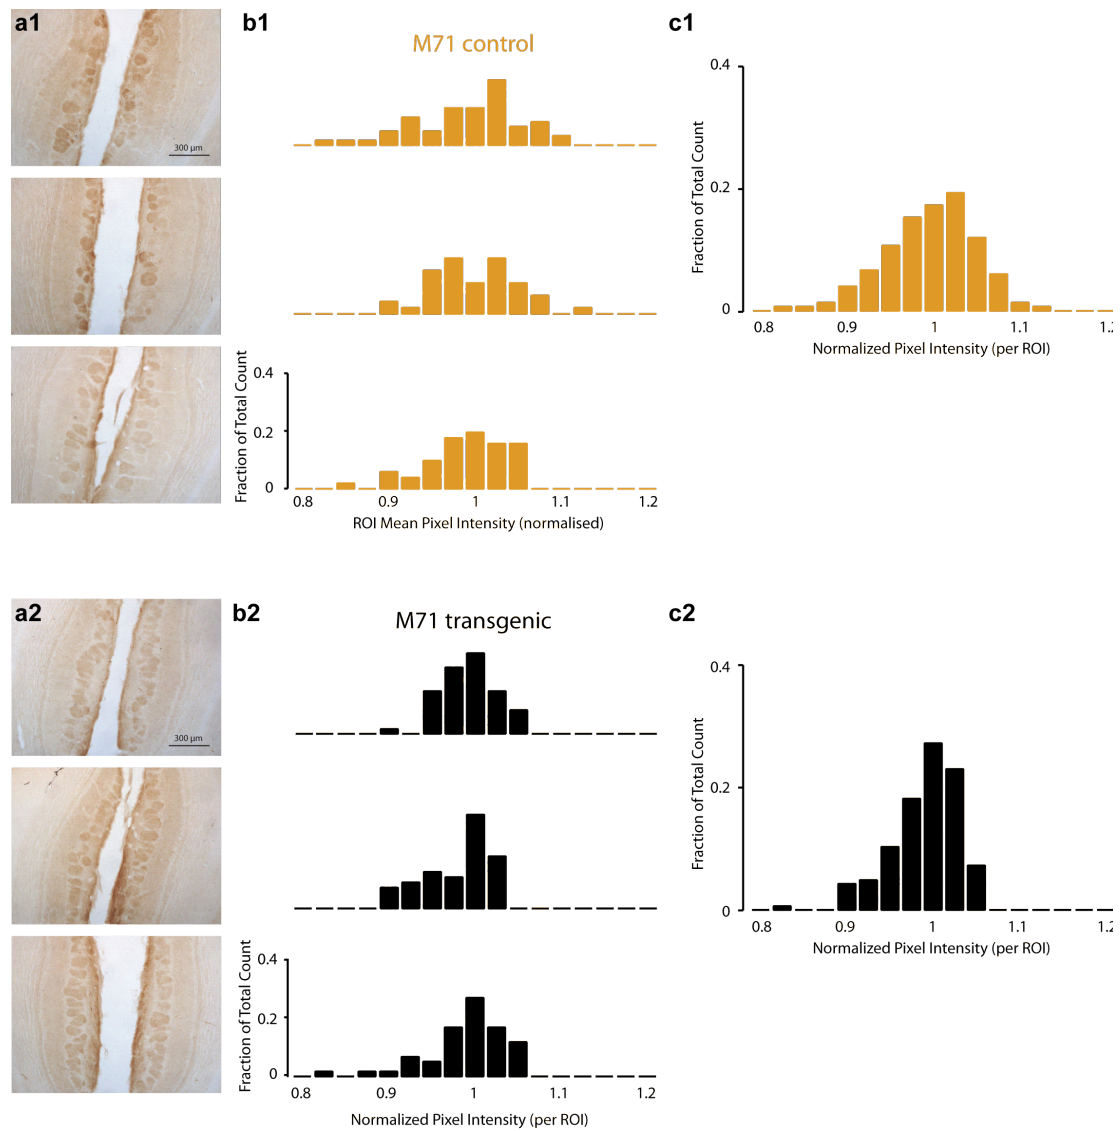 a1
b1
c1
M71 control
300 µm
0.4
0.2
0
Fraction of Total Count
0.8
0.9
1
1.1
1.2
ROI Mean Pixel Intensity (normalised)
0.4
0.2
0
Fraction of Total Count
0.8
0.9
1
1.1
1.2
Normalized Pixel Intensity (per ROI)
a2
b2
c2
M71 transgenic
300 µm
0.4
0.2
0
Fraction of Total Count
0.8
0.9
1
1.1
1.2
Normalized Pixel Intensity (per ROI)
0.4
0.2
0
Fraction of Total Count
0.8
0.9
1
1.1
1.2
Normalized Pixel Intensity (per ROI)